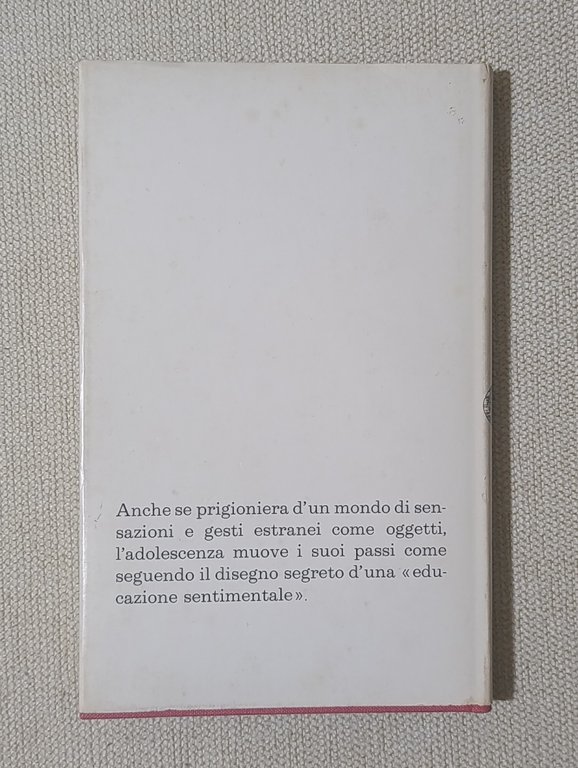 Anche se prigioniera d'un mondo di sen-
sazioni e gesti estranei come oggetti,
l'adolescenza muove i suoi passi come
seguendo il disegno segreto d'una «edu-
cazione sentimentale».